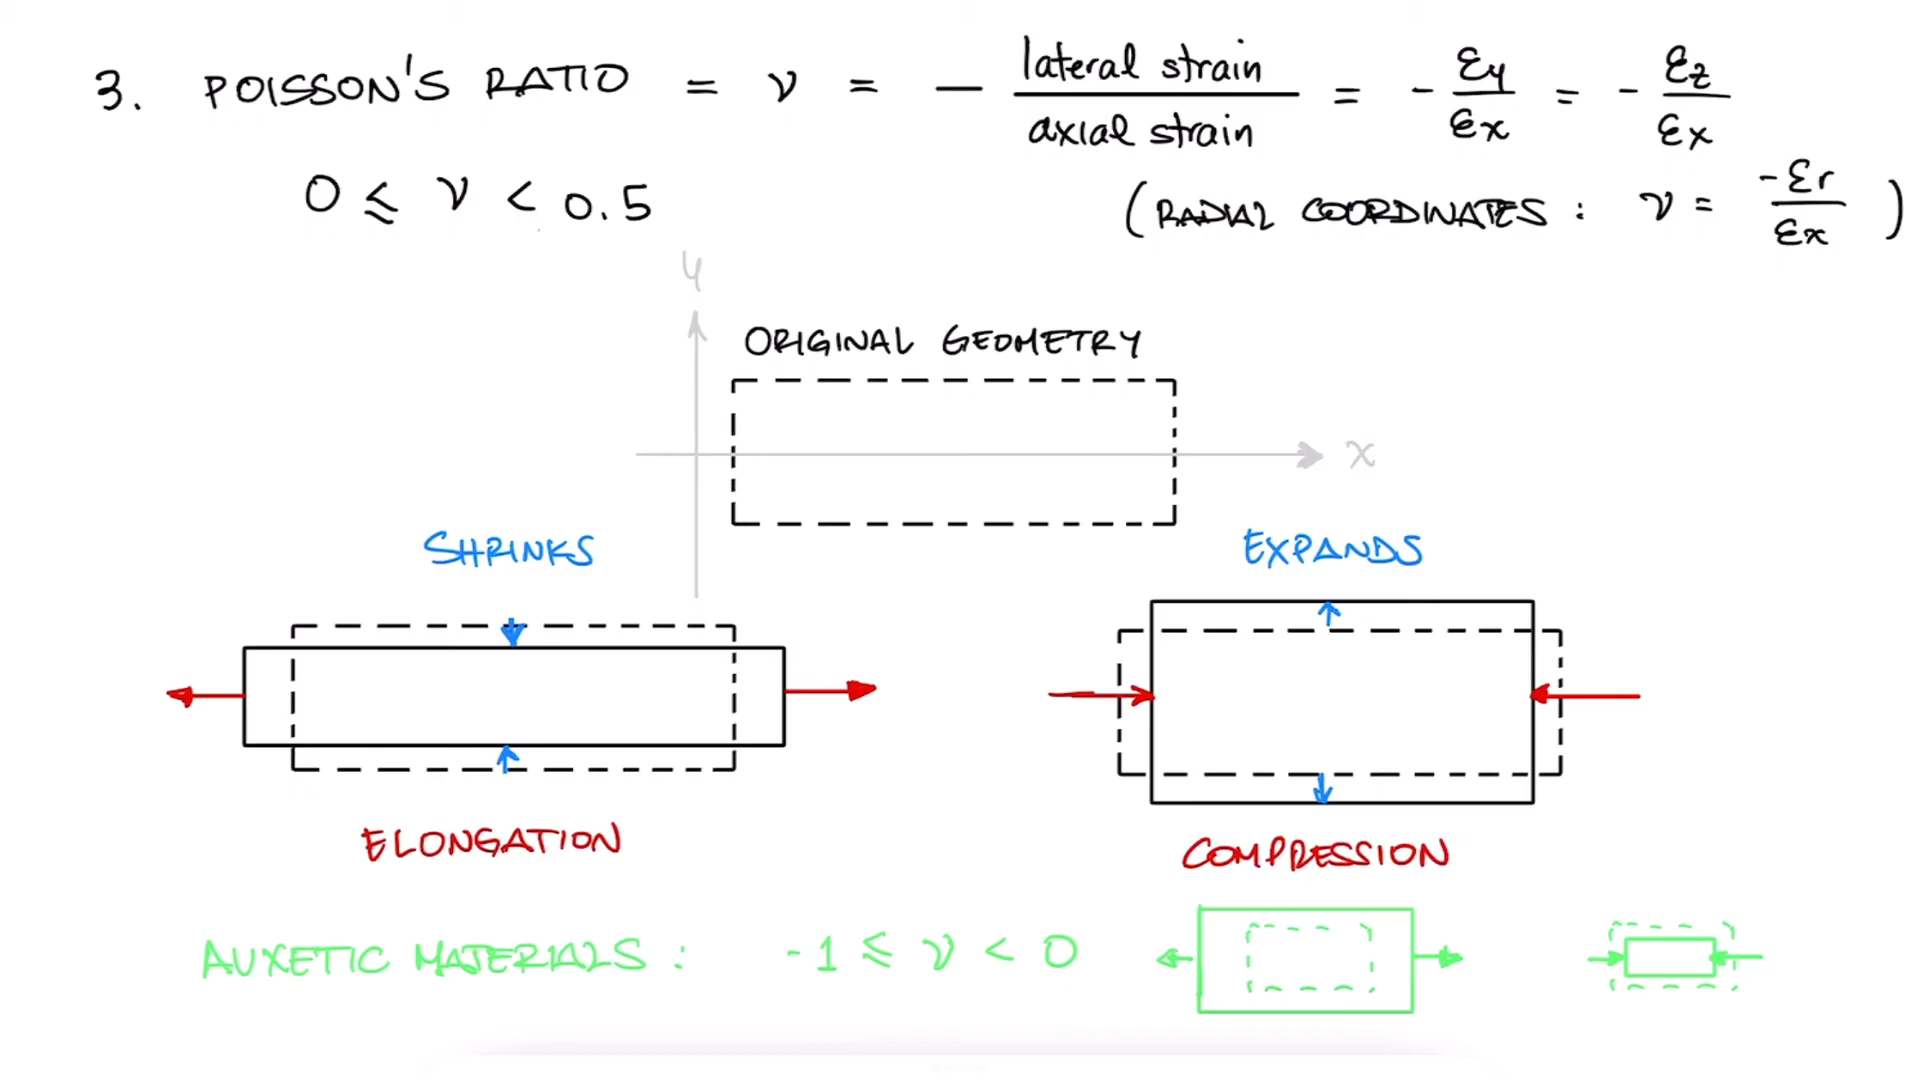 3. POISSON'S RATIO = ν = - lateral strain / axial strain = - εy / εx = - εz / εx
0 ≤ ν < 0.5
(RADIAL COORDINATES : ν = -εr / εx)
y
ORIGINAL GEOMETRY
x
SHRINKS
EXPANDS
ELONGATION
COMPRESSION
AUXETIC MATERIALS : -1 ≤ ν < 0